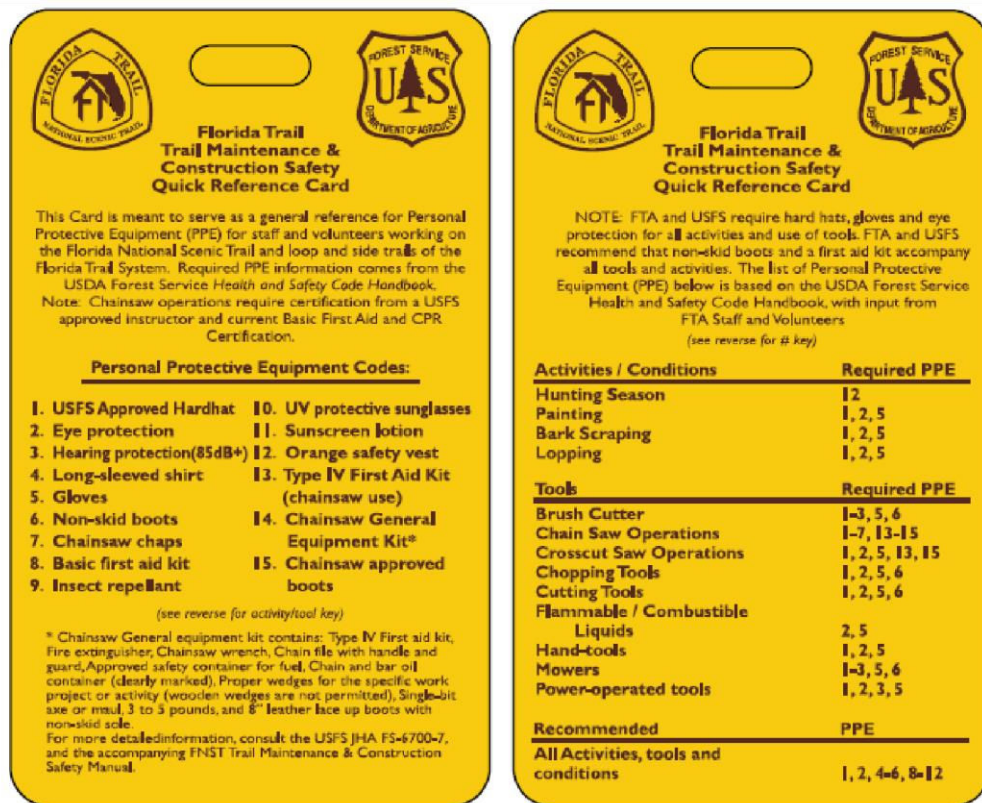 FLORIDA TRAIL
FT
NATIONAL SCENIC TRAIL
FOREST SERVICE
U S
DEPARTMENT OF AGRICULTURE
Florida Trail
Trail Maintenance &
Construction Safety
Quick Reference Card
This Card is meant to serve as a general reference for Personal
Protective Equipment (PPE) for staff and volunteers working on
the Florida National Scenic Trail and loop and side trails of the
Florida Trail System. Required PPE information comes from the
USDA Forest Service Health and Safety Code Handbook.
Note: Chainsaw operations require certification from a USFS
approved instructor and current Basic First Aid and CPR
Certification.
Personal Protective Equipment Codes:
1. USFS Approved Hardhat
2. Eye protection
3. Hearing protection(85dB+)
4. Long-sleeved shirt
5. Gloves
6. Non-skid boots
7. Chainsaw chaps
8. Basic first aid kit
9. Insect repellant
10. UV protective sunglasses
11. Sunscreen lotion
12. Orange safety vest
13. Type IV First Aid Kit
(chainsaw use)
14. Chainsaw General
Equipment Kit*
15. Chainsaw approved
boots
(see reverse for activity/tool key)
* Chainsaw General equipment kit contains: Type IV First aid kit,
Fire extinguisher, Chainsaw wrench, Chain file with handle and
guard, Approved safety container for fuel, Chain and bar oil
container (clearly marked), Proper wedges for the specific work
project or activity (wooden wedges are not permitted), Single-bit
axe or maul, 3 to 5 pounds, and 8" leather lace up boots with
non-skid sole.
For more detailedinformation, consult the USFS JHA FS-6700-7,
and the accompanying FNST Trail Maintenance & Construction
Safety Manual.
FLORIDA TRAIL
FT
NATIONAL SCENIC TRAIL
FOREST SERVICE
U S
DEPARTMENT OF AGRICULTURE
Florida Trail
Trail Maintenance &
Construction Safety
Quick Reference Card
NOTE: FTA and USFS require hard hats, gloves and eye
protection for all activities and use of tools. FTA and USFS
recommend that non-skid boots and a first aid kit accompany
all tools and activities. The list of Personal Protective
Equipment (PPE) below is based on the USDA Forest Service
Health and Safety Code Handbook, with input from
FTA Staff and Volunteers
(see reverse for # key)
Activities / Conditions Required PPE
Hunting Season 12
Painting 1, 2, 5
Bark Scraping 1, 2, 5
Lopping 1, 2, 5
Tools Required PPE
Brush Cutter 1-3, 5, 6
Chain Saw Operations 1-7, 13-15
Crosscut Saw Operations 1, 2, 5, 13, 15
Chopping Tools 1, 2, 5, 6
Cutting Tools 1, 2, 5, 6
Flammable / Combustible
Liquids 2, 5
Hand-tools 1, 2, 5
Mowers 1-3, 5, 6
Power-operated tools 1, 2, 3, 5
Recommended PPE
All Activities, tools and
conditions 1, 2, 4-6, 8-12